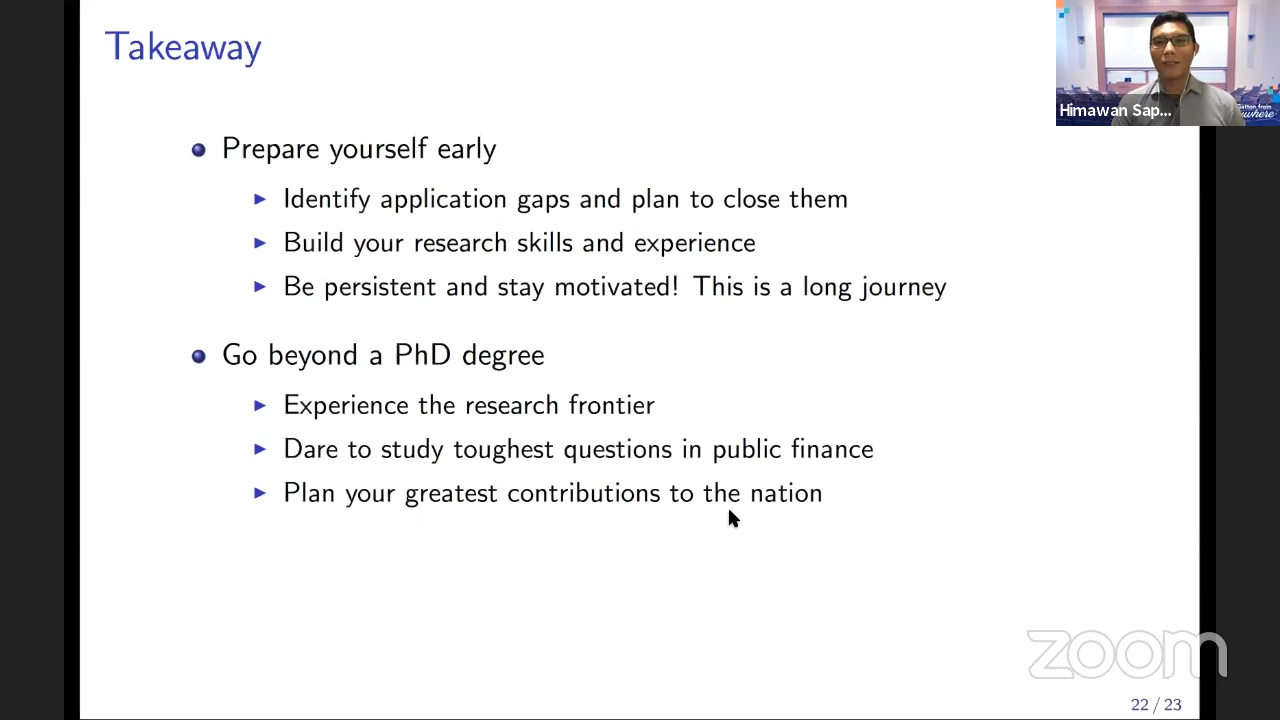 Takeaway
Himawan Sap...
Gatton from
Prepare yourself early
Identify application gaps and plan to close them
Build your research skills and experience
Be persistent and stay motivated! This is a long journey
Go beyond a PhD degree
Experience the research frontier
Dare to study toughest questions in public finance
Plan your greatest contributions to the nation
zoom
22 / 23